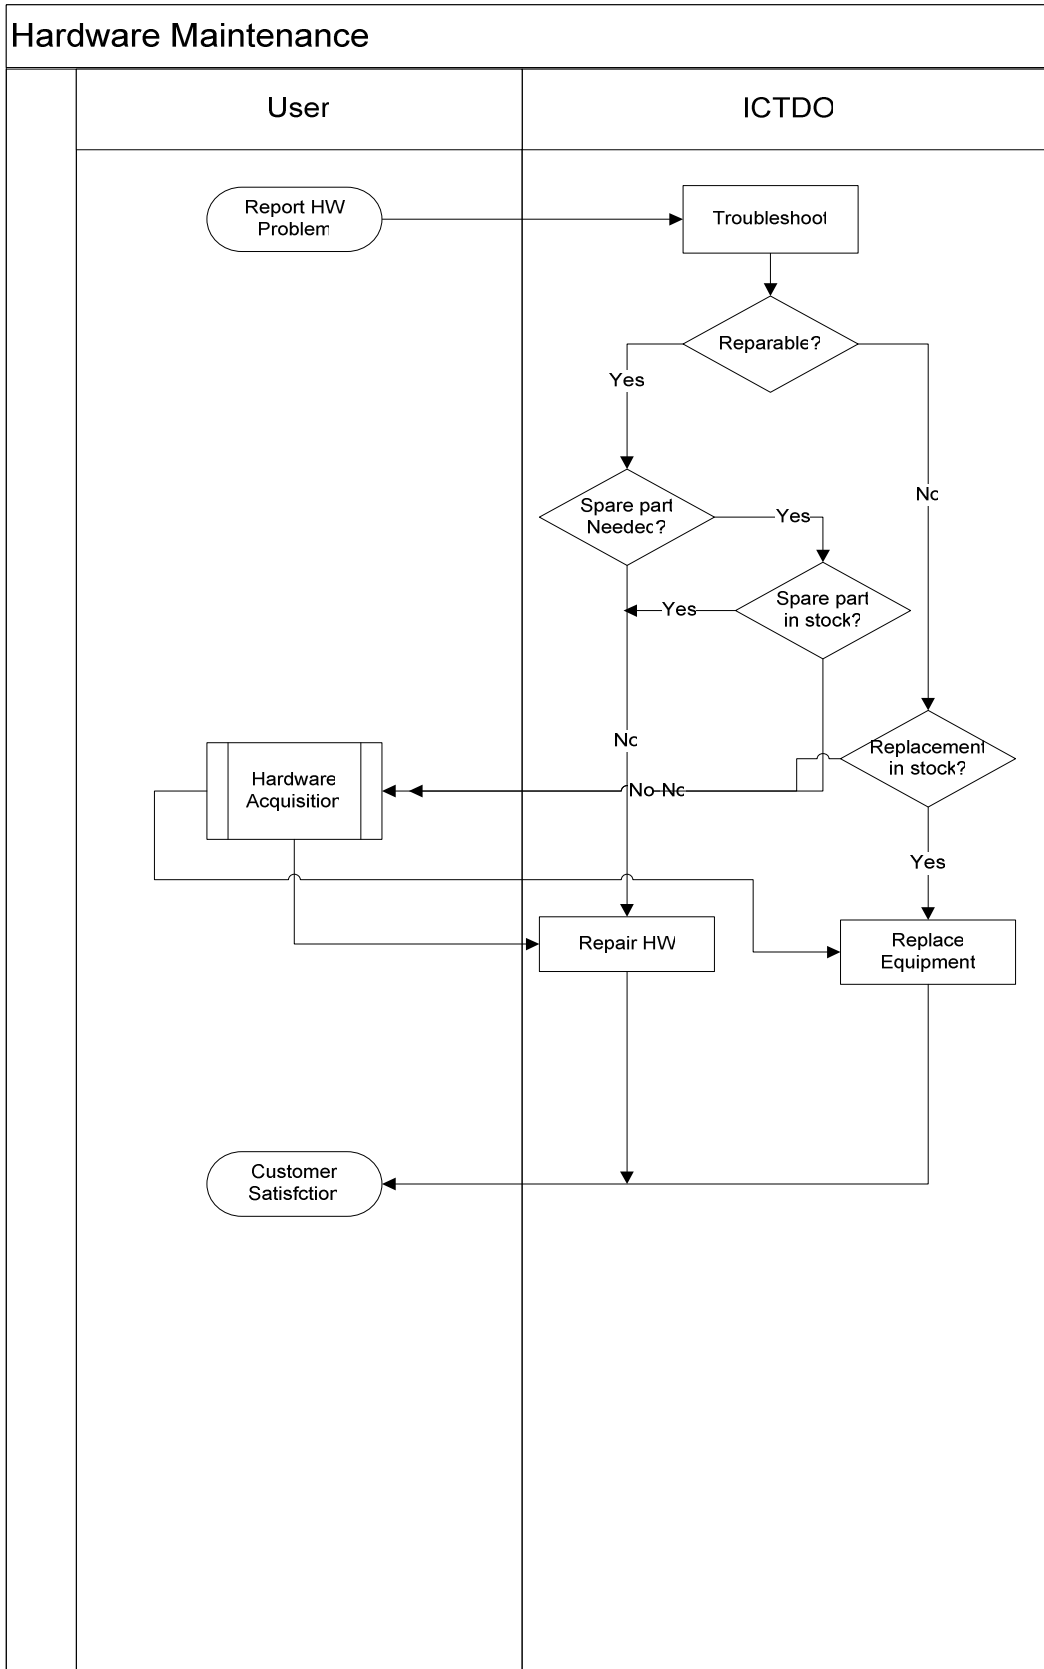 Hardware Maintenance
User
ICTDO
Report HW
Problem
Troubleshoot
Reparable?
Yes
No
Spare part
Needed?
Yes
Spare part
in stock?
Yes
No
Replacement
in stock?
Hardware
Acquisition
No
No
Yes
Repair HW
Replace
Equipment
Customer
Satisfction